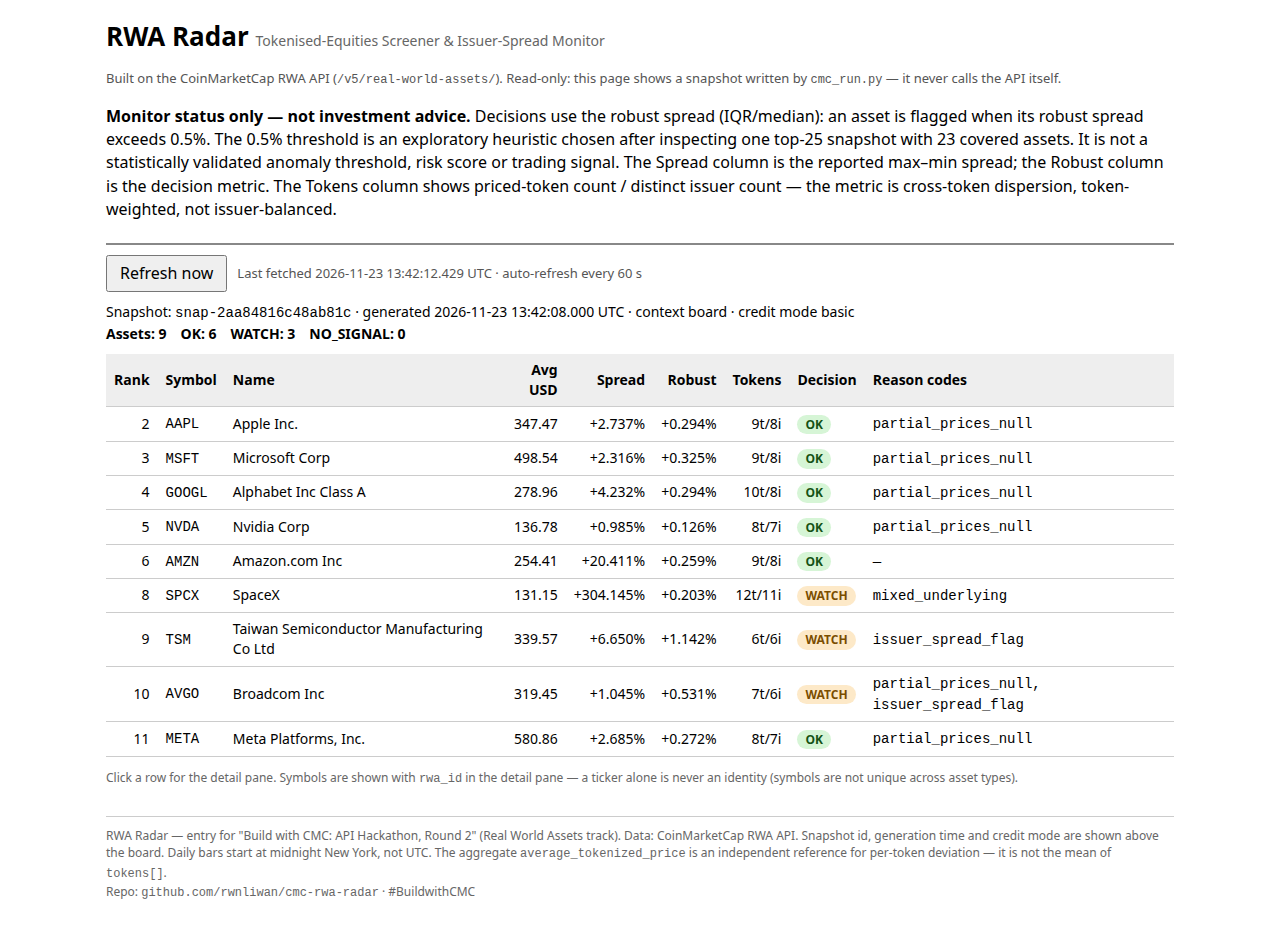 RWA Radar Tokenised-Equities Screener & Issuer-Spread Monitor
Built on the CoinMarketCap RWA API (/v5/real-world-assets/). Read-only: this page shows a snapshot written by cmc_run.py — it never calls the API itself.
Monitor status only — not investment advice. Decisions use the robust spread (IQR/median): an asset is flagged when its robust spread
exceeds 0.5%. The 0.5% threshold is an exploratory heuristic chosen after inspecting one top-25 snapshot with 23 covered assets. It is not a
statistically validated anomaly threshold, risk score or trading signal. The Spread column is the reported max–min spread; the Robust column
is the decision metric. The Tokens column shows priced-token count / distinct issuer count — the metric is cross-token dispersion, token-
weighted, not issuer-balanced.
Refresh now Last fetched 2026-11-23 13:42:12.429 UTC · auto-refresh every 60 s
Snapshot: snap-2aa84816c48ab81c · generated 2026-11-23 13:42:08.000 UTC · context board · credit mode basic
Assets: 9 OK: 6 WATCH: 3 NO_SIGNAL: 0
Rank Symbol Name Avg USD Spread Robust Tokens Decision Reason codes
2 AAPL Apple Inc. 347.47 +2.737% +0.294% 9t/8i OK partial_prices_null
3 MSFT Microsoft Corp 498.54 +2.316% +0.325% 9t/8i OK partial_prices_null
4 GOOGL Alphabet Inc Class A 278.96 +4.232% +0.294% 10t/8i OK partial_prices_null
5 NVDA Nvidia Corp 136.78 +0.985% +0.126% 8t/7i OK partial_prices_null
6 AMZN Amazon.com Inc 254.41 +20.411% +0.259% 9t/8i OK —
8 SPCX SpaceX 131.15 +304.145% +0.203% 12t/11i WATCH mixed_underlying
9 TSM Taiwan Semiconductor Manufacturing Co Ltd 339.57 +6.650% +1.142% 6t/6i WATCH issuer_spread_flag
10 AVGO Broadcom Inc 319.45 +1.045% +0.531% 7t/6i WATCH partial_prices_null, issuer_spread_flag
11 META Meta Platforms, Inc. 580.86 +2.685% +0.272% 8t/7i OK partial_prices_null
Click a row for the detail pane. Symbols are shown with rwa_id in the detail pane — a ticker alone is never an identity (symbols are not unique across asset types).
RWA Radar — entry for "Build with CMC: API Hackathon, Round 2" (Real World Assets track). Data: CoinMarketCap RWA API. Snapshot id, generation time and credit mode are shown above
the board. Daily bars start at midnight New York, not UTC. The aggregate average_tokenized_price is an independent reference for per-token deviation — it is not the mean of
tokens[].
Repo: github.com/rwnliwan/cmc-rwa-radar · #BuildwithCMC